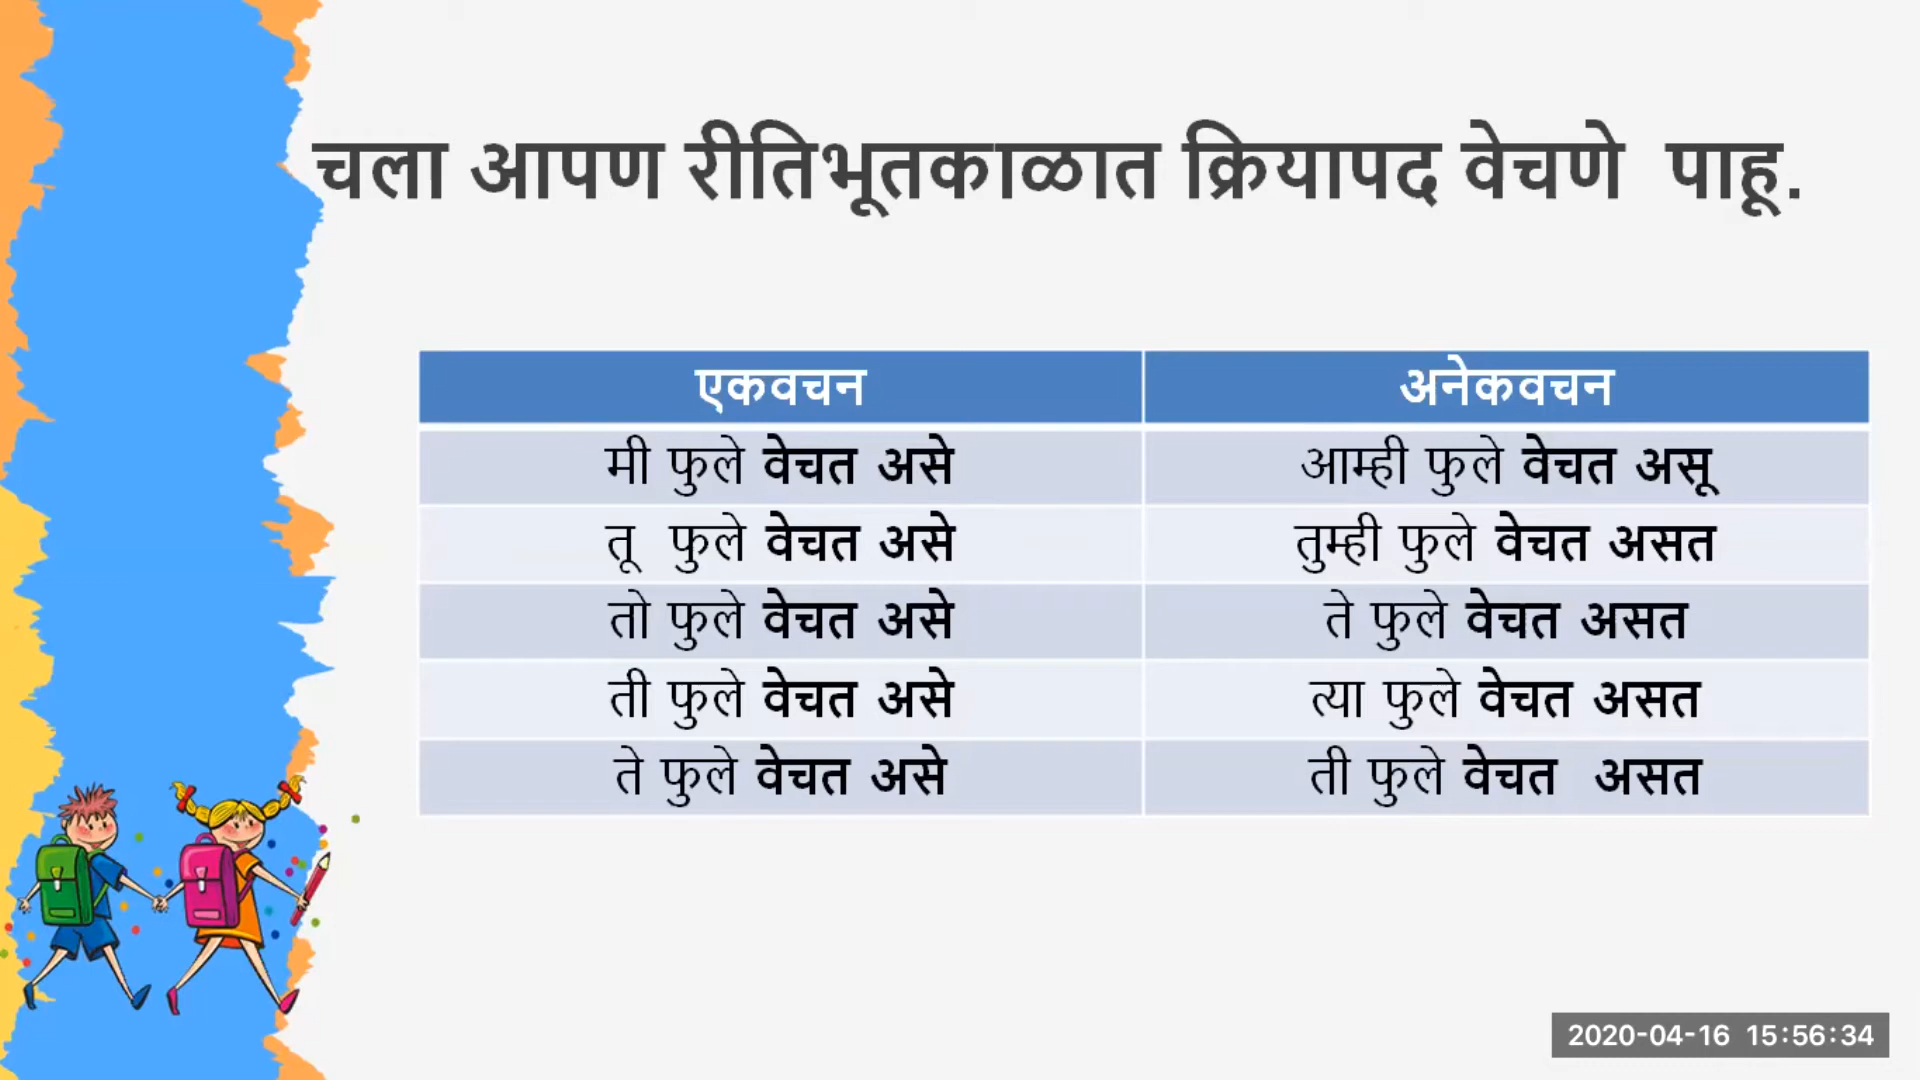 चला आपण रीतिभूतकाळात क्रियापद वेचणे पाहू.
एकवचन अनेकवचन
मी फुले वेचत असे आम्ही फुले वेचत असू
तू फुले वेचत असे तुम्ही फुले वेचत असत
तो फुले वेचत असे ते फुले वेचत असत
ती फुले वेचत असे त्या फुले वेचत असत
ते फुले वेचत असे ती फुले वेचत असत
2020-04-16 15:56:34